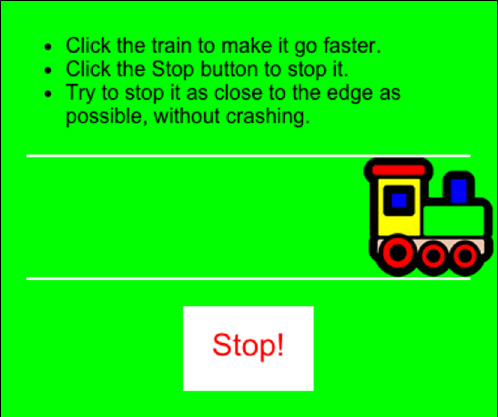 • Click the train to make it go faster.
• Click the Stop button to stop it.
• Try to stop it as close to the edge as
possible, without crashing.
Stop!